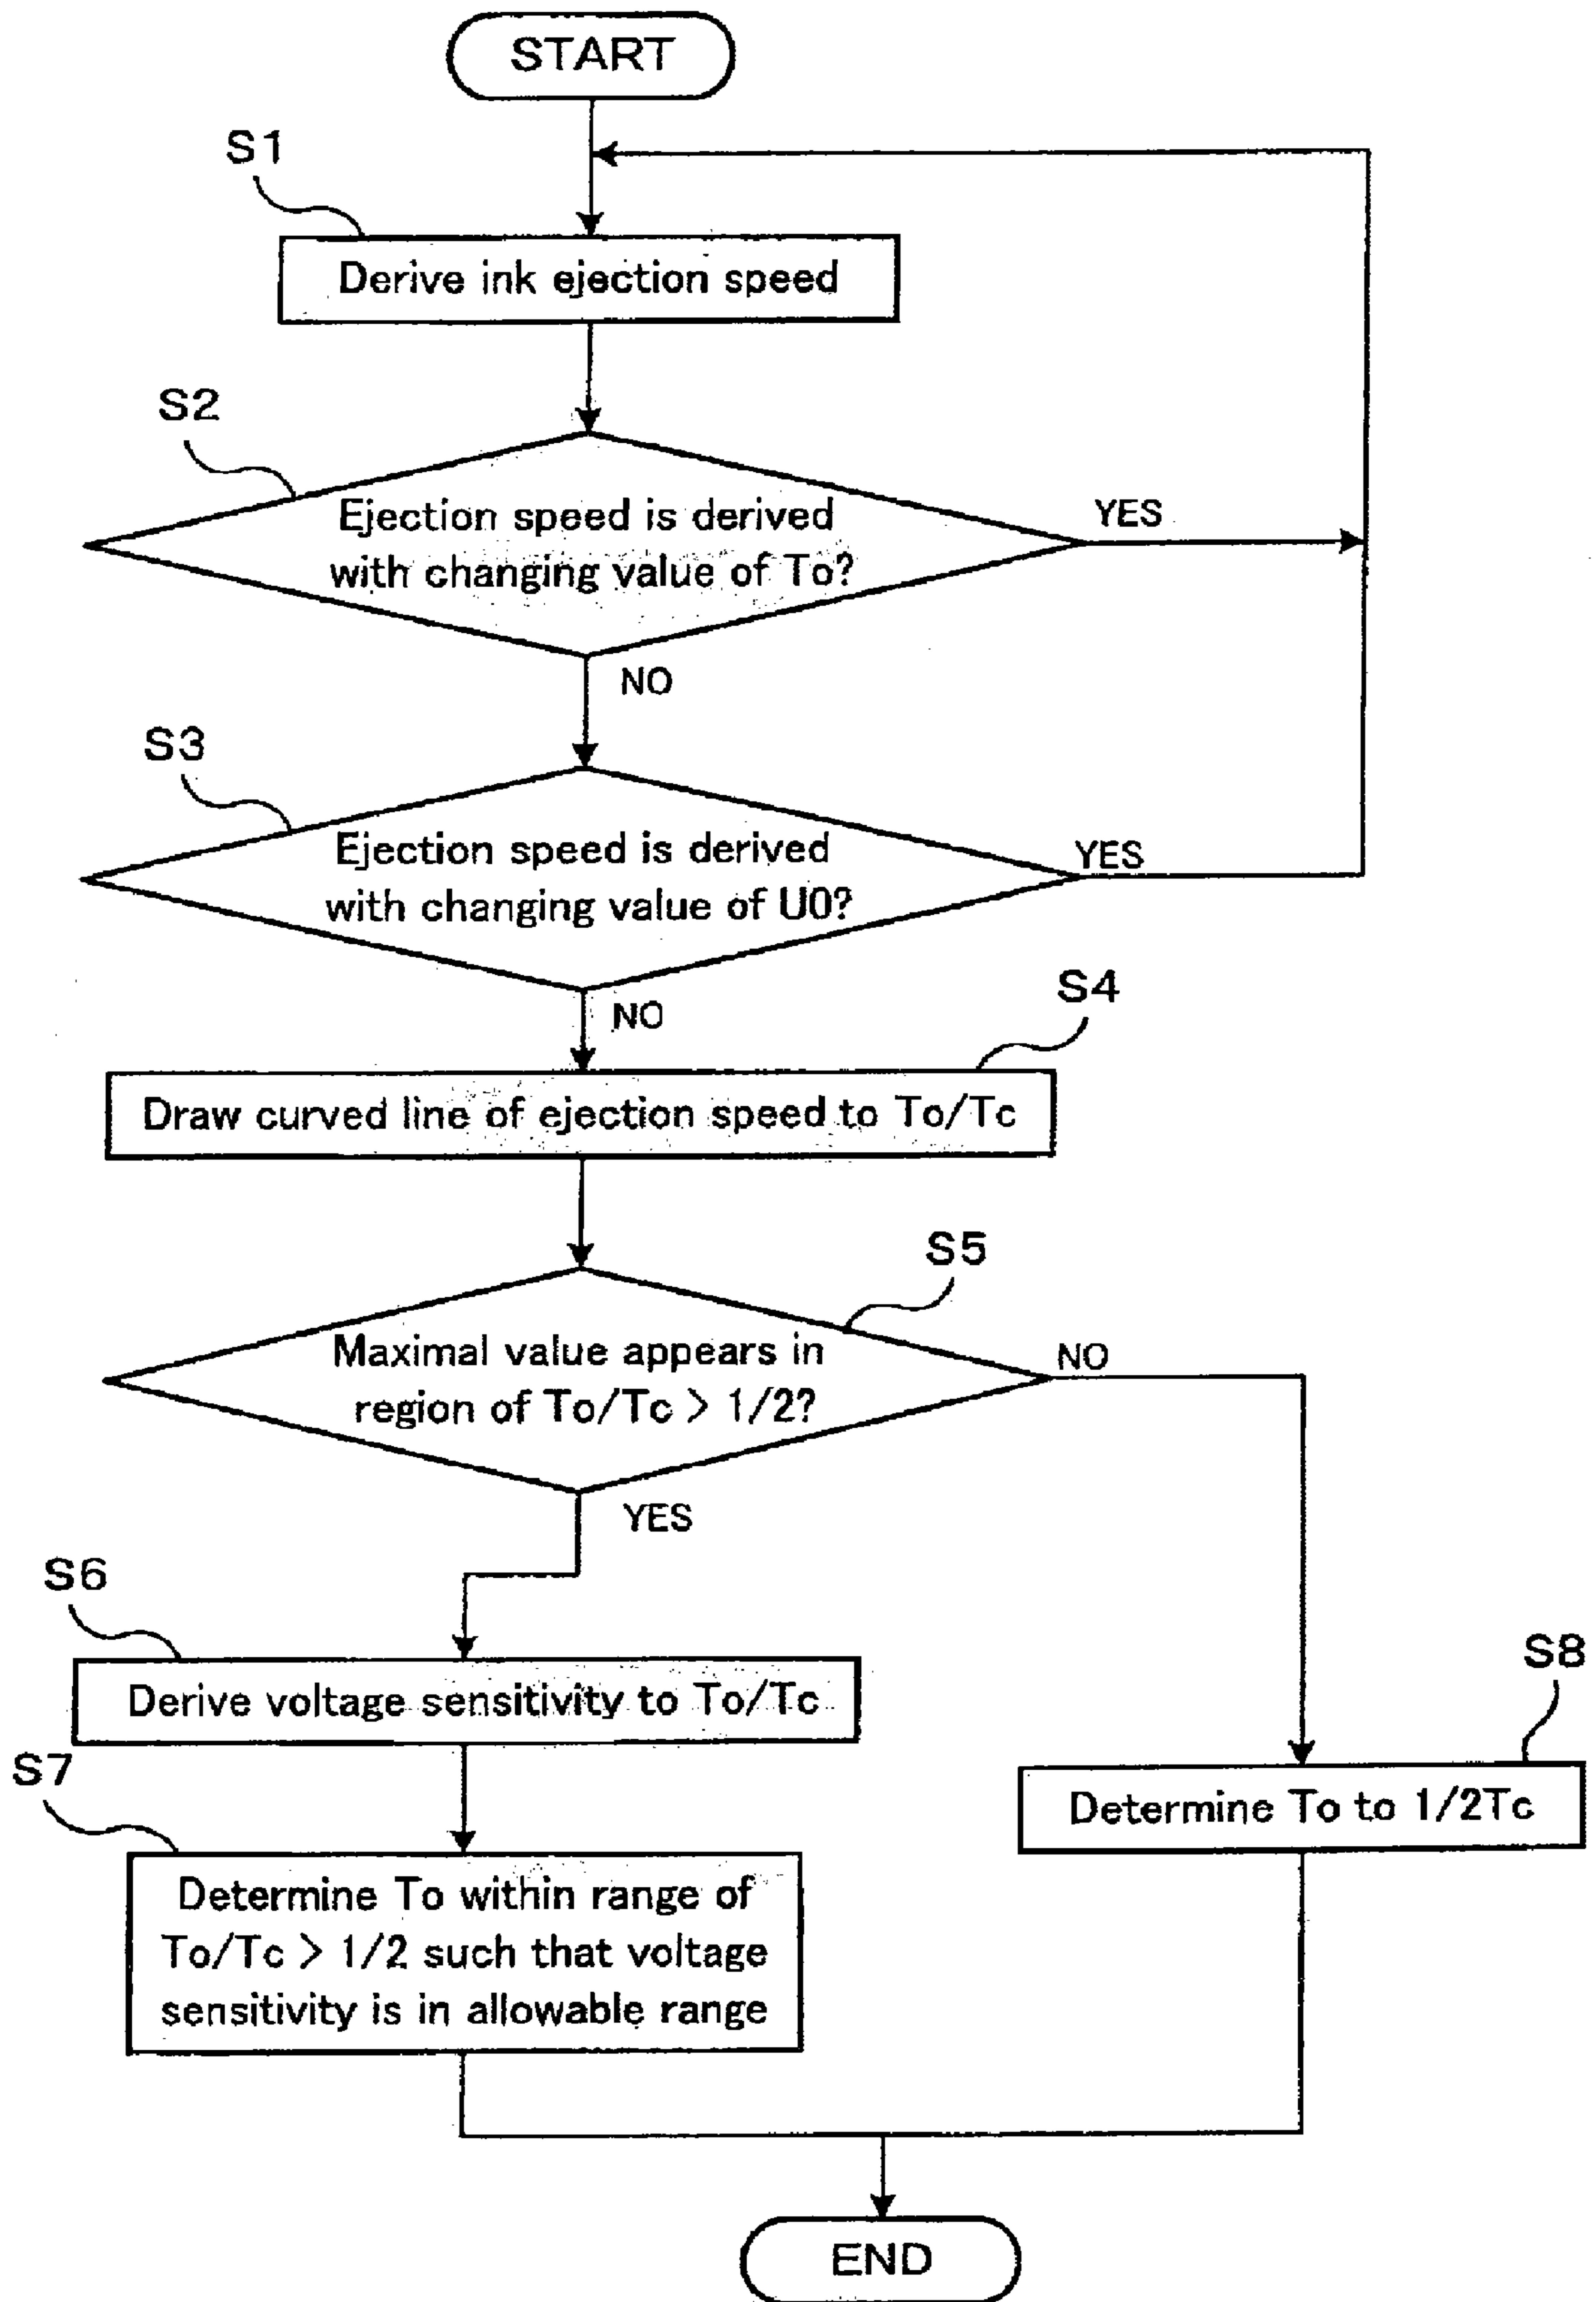 START
S1
Derive ink ejection speed
S2
Ejection speed is derived
with changing value of To?
YES
NO
S3
Ejection speed is derived
with changing value of U0?
YES
NO
S4
Draw curved line of ejection speed to To/Tc
S5
Maximal value appears in
region of To/Tc > 1/2?
NO
YES
S6
Derive voltage sensitivity to To/Tc
S7
Determine To within range of
To/Tc > 1/2 such that voltage
sensitivity is in allowable range
S8
Determine To to 1/2Tc
END